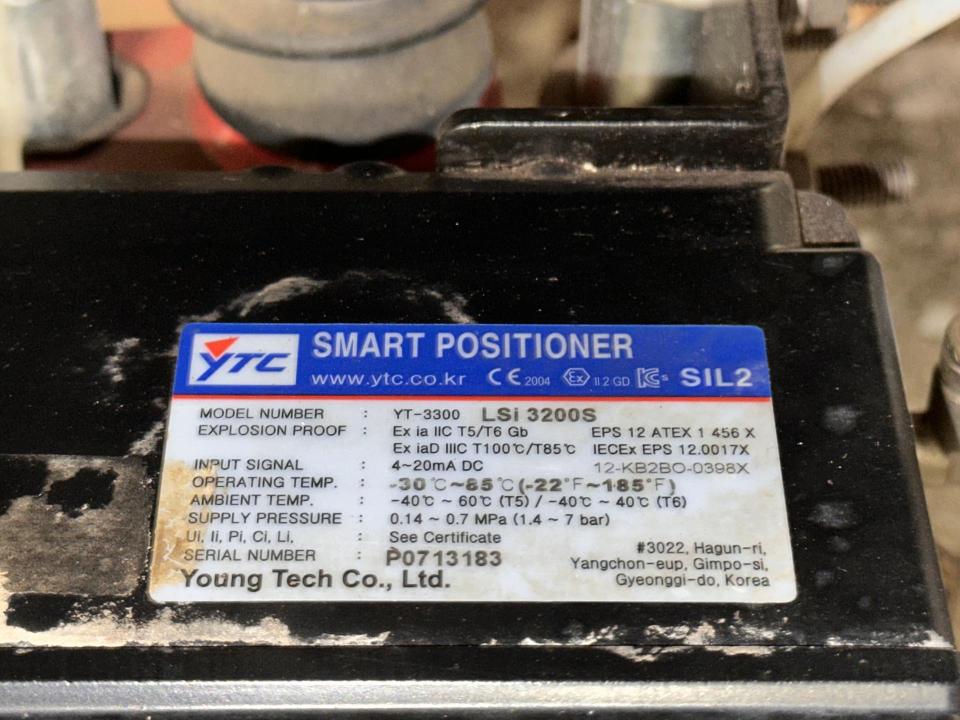 YTC SMART POSITIONER
www.ytc.co.kr CE 2004 Ex II 2 GD KCs SIL2
MODEL NUMBER : YT-3300 LSi 3200S
EXPLOSION PROOF : Ex ia IIC T5/T6 Gb EPS 12 ATEX 1 456 X
Ex iaD IIIC T100℃/T85℃ IECEx EPS 12.0017X
INPUT SIGNAL : 4~20mA DC 12-KB2BO-0398X
OPERATING TEMP. : -30℃~85℃(-22°F~185°F)
AMBIENT TEMP. : -40℃ ~ 60℃ (T5) / -40℃ ~ 40℃ (T6)
SUPPLY PRESSURE : 0.14 ~ 0.7 MPa (1.4 ~ 7 bar)
Ui, Ii, Pi, Ci, Li. : See Certificate
SERIAL NUMBER : P0713183
Young Tech Co., Ltd.
#3022, Hagun-ri,
Yangchon-eup, Gimpo-si,
Gyeonggi-do, Korea